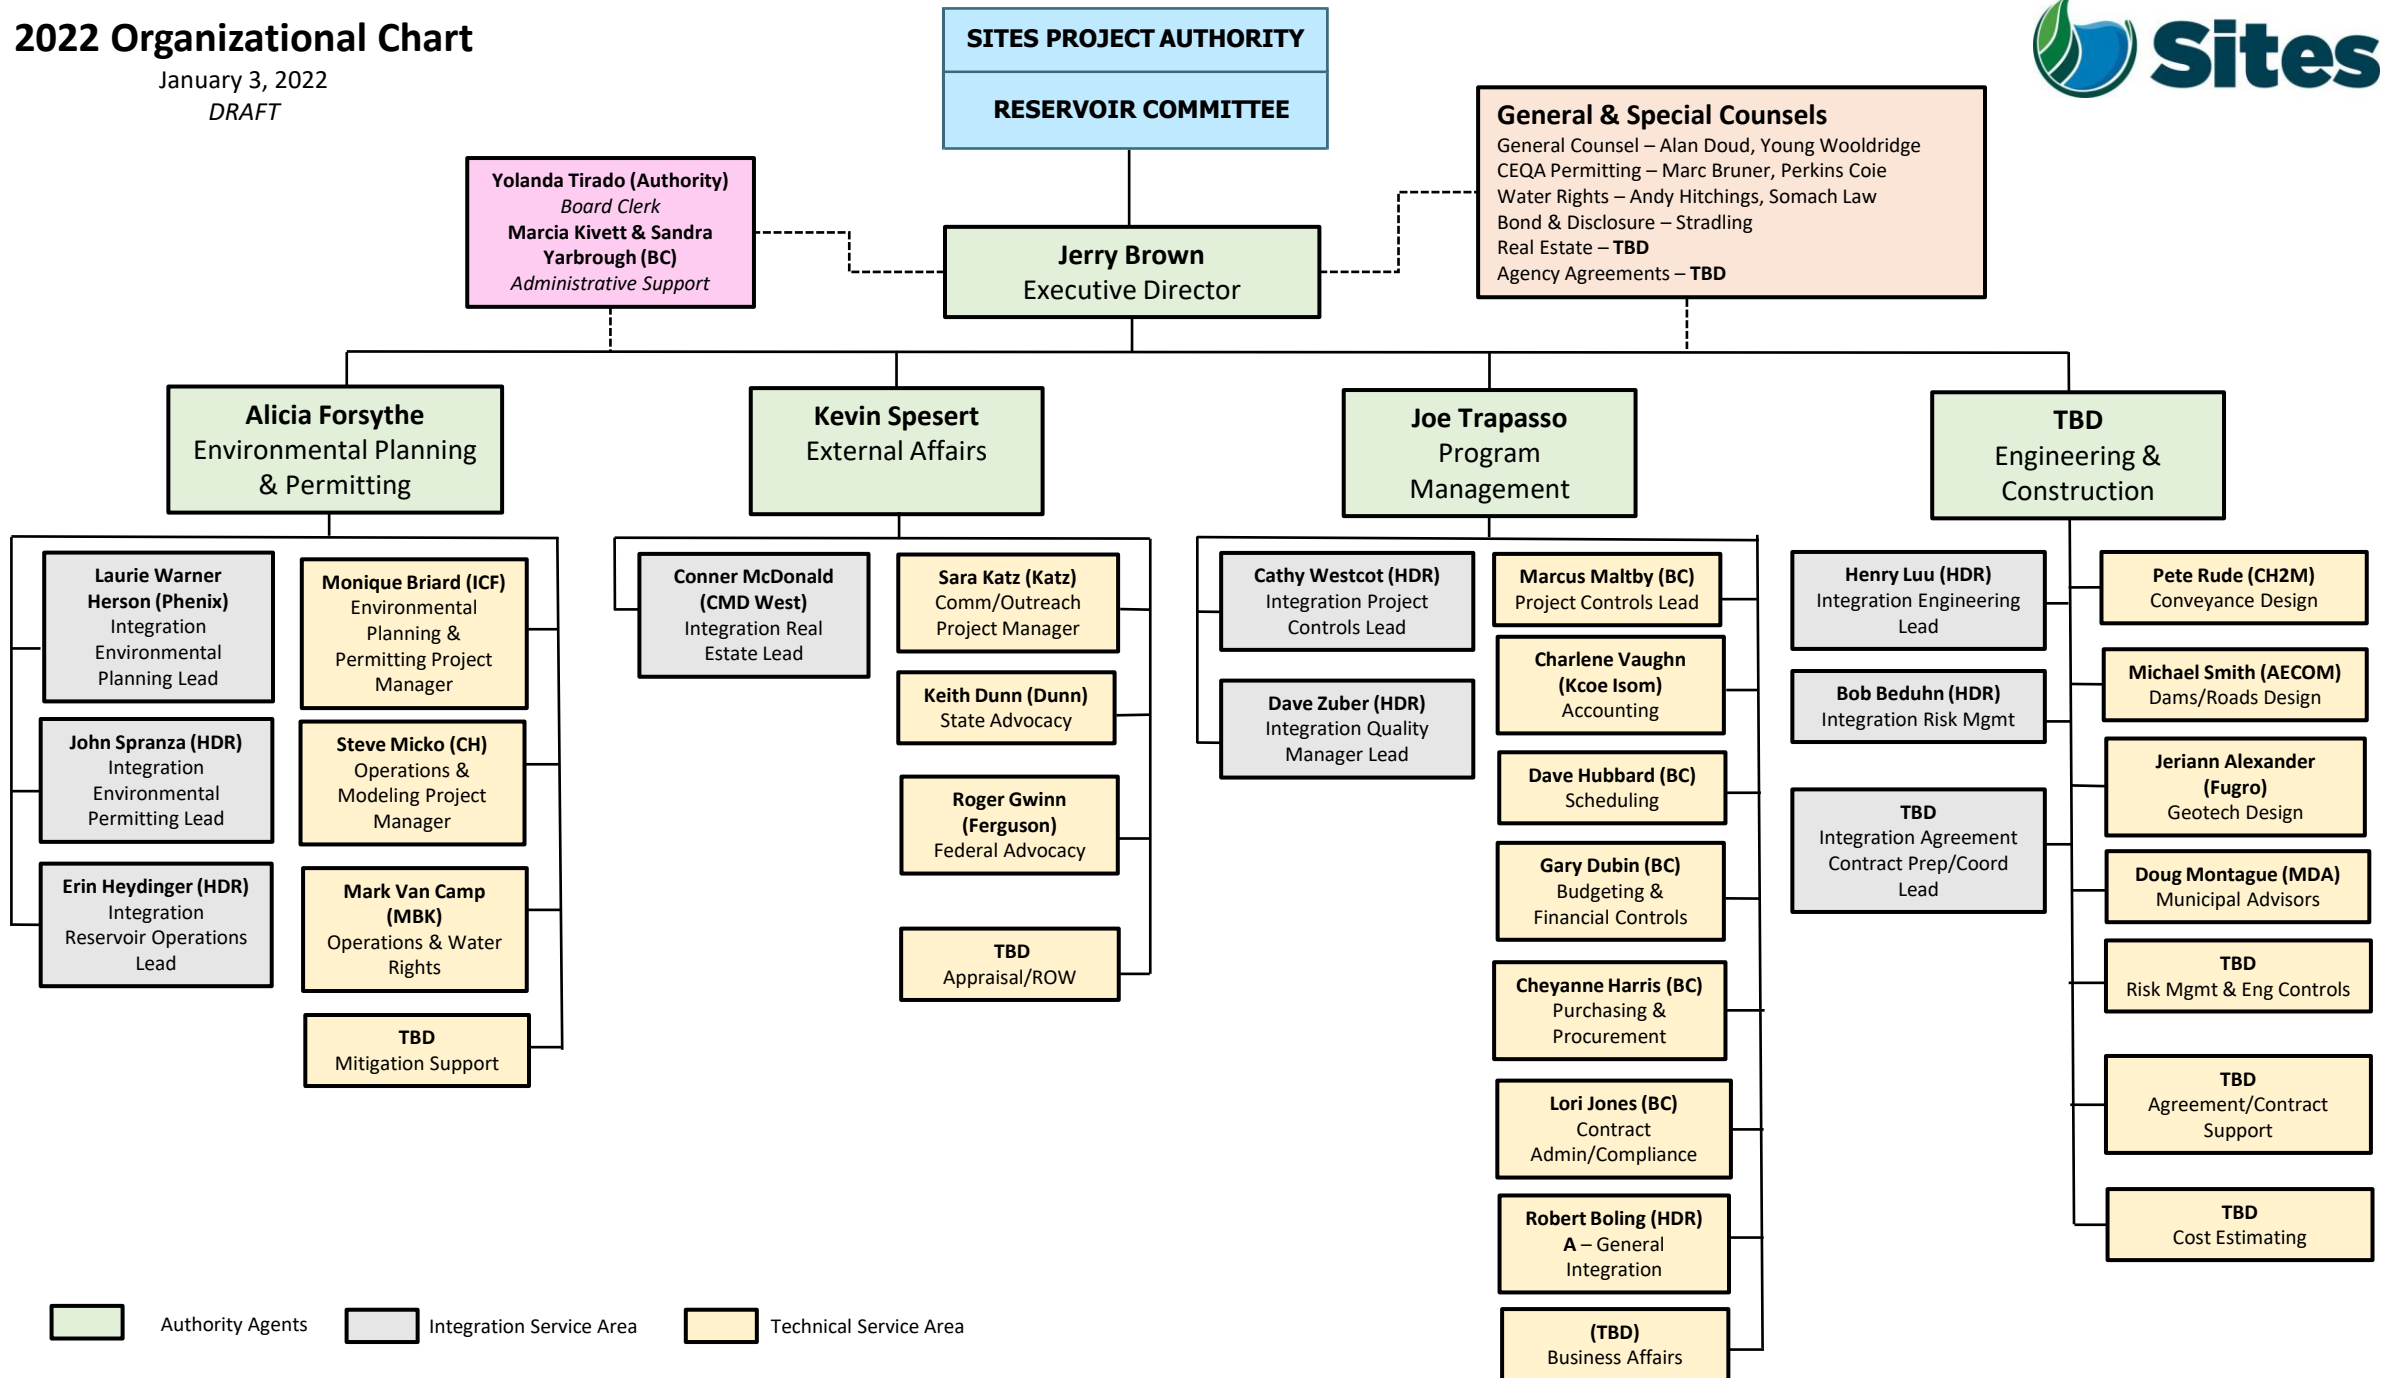 2022 Organizational Chart
January 3, 2022
DRAFT
SITES PROJECT AUTHORITY
RESERVOIR COMMITTEE
Sites
General & Special Counsels
General Counsel – Alan Doud, Young Wooldridge
CEQA Permitting – Marc Bruner, Perkins Coie
Water Rights – Andy Hitchings, Somach Law
Bond & Disclosure – Stradling
Real Estate – TBD
Agency Agreements – TBD
Yolanda Tirado (Authority)
Board Clerk
Marcia Kivett & Sandra
Yarbrough (BC)
Administrative Support
Jerry Brown
Executive Director
Alicia Forsythe
Environmental Planning
& Permitting
Kevin Spesert
External Affairs
Joe Trapasso
Program
Management
TBD
Engineering &
Construction
Laurie Warner
Herson (Phenix)
Integration
Environmental
Planning Lead
John Spranza (HDR)
Integration
Environmental
Permitting Lead
Erin Heydinger (HDR)
Integration
Reservoir Operations
Lead
Monique Briard (ICF)
Environmental
Planning &
Permitting Project
Manager
Steve Micko (CH)
Operations &
Modeling Project
Manager
Mark Van Camp
(MBK)
Operations & Water
Rights
TBD
Mitigation Support
Conner McDonald
(CMD West)
Integration Real
Estate Lead
Sara Katz (Katz)
Comm/Outreach
Project Manager
Keith Dunn (Dunn)
State Advocacy
Roger Gwinn
(Ferguson)
Federal Advocacy
TBD
Appraisal/ROW
Cathy Westcot (HDR)
Integration Project
Controls Lead
Dave Zuber (HDR)
Integration Quality
Manager Lead
Marcus Maltby (BC)
Project Controls Lead
Charlene Vaughn
(Kcoe Isom)
Accounting
Dave Hubbard (BC)
Scheduling
Gary Dubin (BC)
Budgeting &
Financial Controls
Cheyanne Harris (BC)
Purchasing &
Procurement
Lori Jones (BC)
Contract
Admin/Compliance
Robert Boling (HDR)
A – General
Integration
(TBD)
Business Affairs
Henry Luu (HDR)
Integration Engineering
Lead
Bob Beduhn (HDR)
Integration Risk Mgmt
TBD
Integration Agreement
Contract Prep/Coord
Lead
Pete Rude (CH2M)
Conveyance Design
Michael Smith (AECOM)
Dams/Roads Design
Jeriann Alexander
(Fugro)
Geotech Design
Doug Montague (MDA)
Municipal Advisors
TBD
Risk Mgmt & Eng Controls
TBD
Agreement/Contract
Support
TBD
Cost Estimating
Authority Agents
Integration Service Area
Technical Service Area